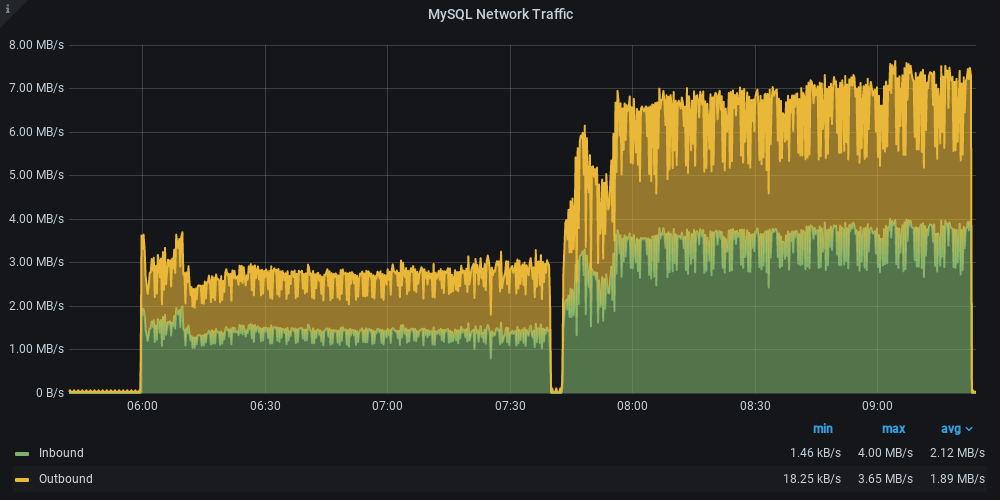 i
MySQL Network Traffic
8.00 MB/s
7.00 MB/s
6.00 MB/s
5.00 MB/s
4.00 MB/s
3.00 MB/s
2.00 MB/s
1.00 MB/s
0 B/s
06:00 06:30 07:00 07:30 08:00 08:30 09:00
min max avg
Inbound 1.46 kB/s 4.00 MB/s 2.12 MB/s
Outbound 18.25 kB/s 3.65 MB/s 1.89 MB/s